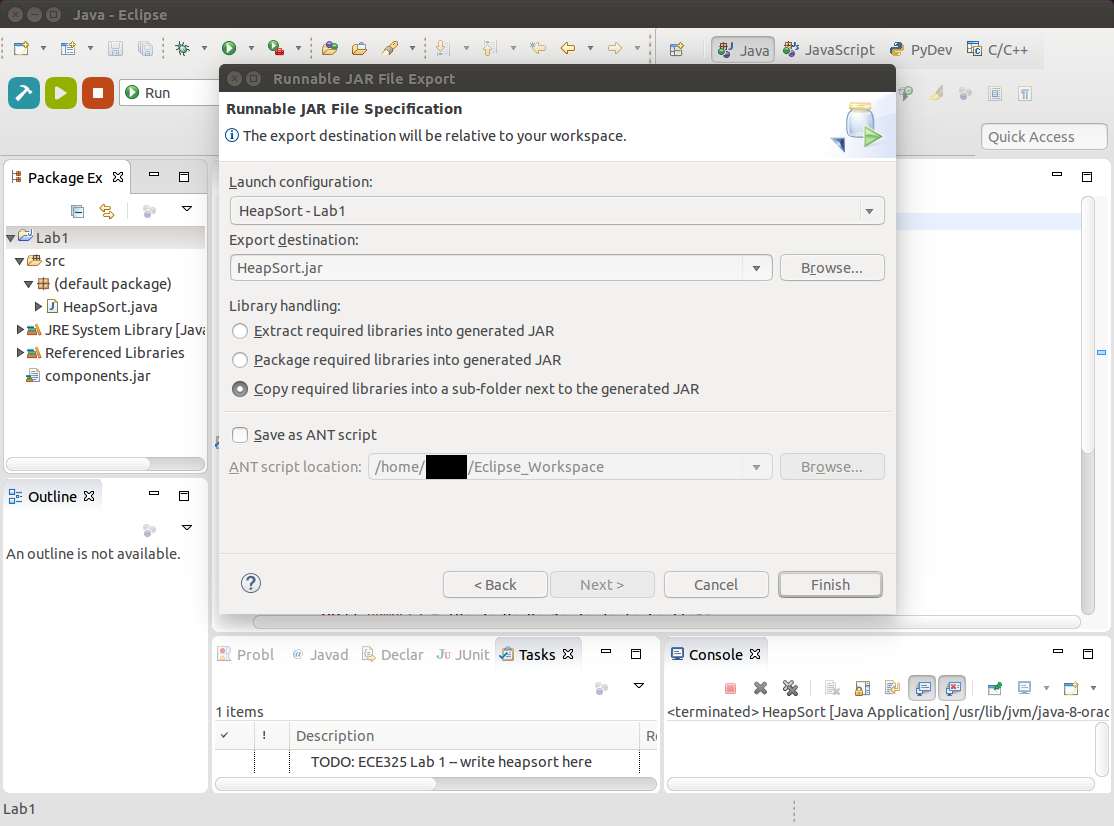 Java - Eclipse
Java
JavaScript
PyDev
C/C++
Run
Quick Access
Runnable JAR File Export
Runnable JAR File Specification
The export destination will be relative to your workspace.
Launch configuration:
HeapSort - Lab1
Export destination:
HeapSort.jar
Browse...
Library handling:
Extract required libraries into generated JAR
Package required libraries into generated JAR
Copy required libraries into a sub-folder next to the generated JAR
Save as ANT script
ANT script location:
/home/
/Eclipse_Workspace
Browse...
< Back
Next >
Cancel
Finish
Package Ex
Lab1
src
(default package)
HeapSort.java
JRE System Library [Java
Referenced Libraries
components.jar
Outline
An outline is not available.
Probl
Javad
Declar
JUnit
Tasks
1 items
!
Description
Re
TODO: ECE325 Lab 1 -- write heapsort here
Console
<terminated> HeapSort [Java Application] /usr/lib/jvm/java-8-orac
Lab1